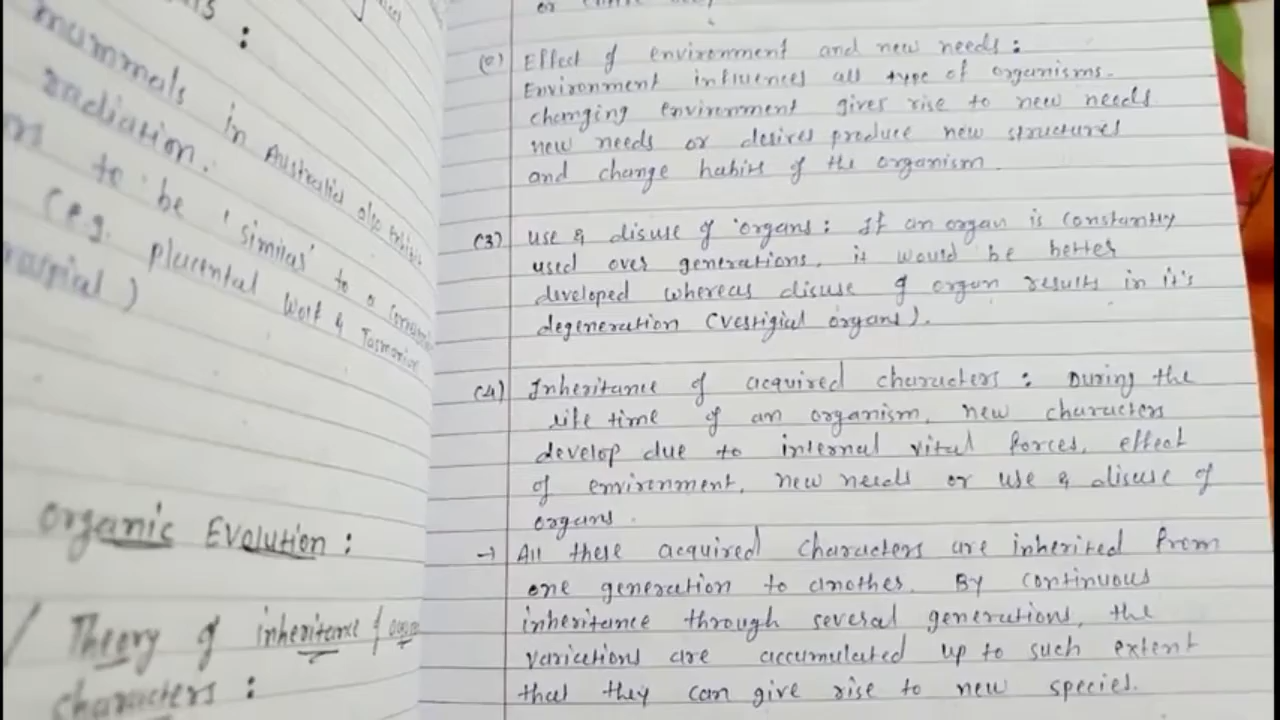 :
mammals in Australia also exhibit
radiation.
to be 'similar' to a
(eg. placental Wolf & Tasmanian
)
Organic Evolution :
/ Theory of inheritance of
characters :
or
Effect of environment and new needs :
Environment influences all type of organisms.
changing environment gives rise to new needs
new needs or desires produce new structures
and change habits of the organism.
(3) use & disuse of organs : If an organ is constantly
used over generations, it would be better
developed whereas disuse of organ results in it's
degeneration (vestigial organs).
(4) Inheritance of acquired characters : During the
life time of an organism, new characters
develop due to internal vital forces, effect
of environment, new needs or use & disuse of
organs.
→ All these acquired characters are inherited from
one generation to another. By continuous
inheritance through several generations, the
variations are accumulated up to such extent
that they can give rise to new species.